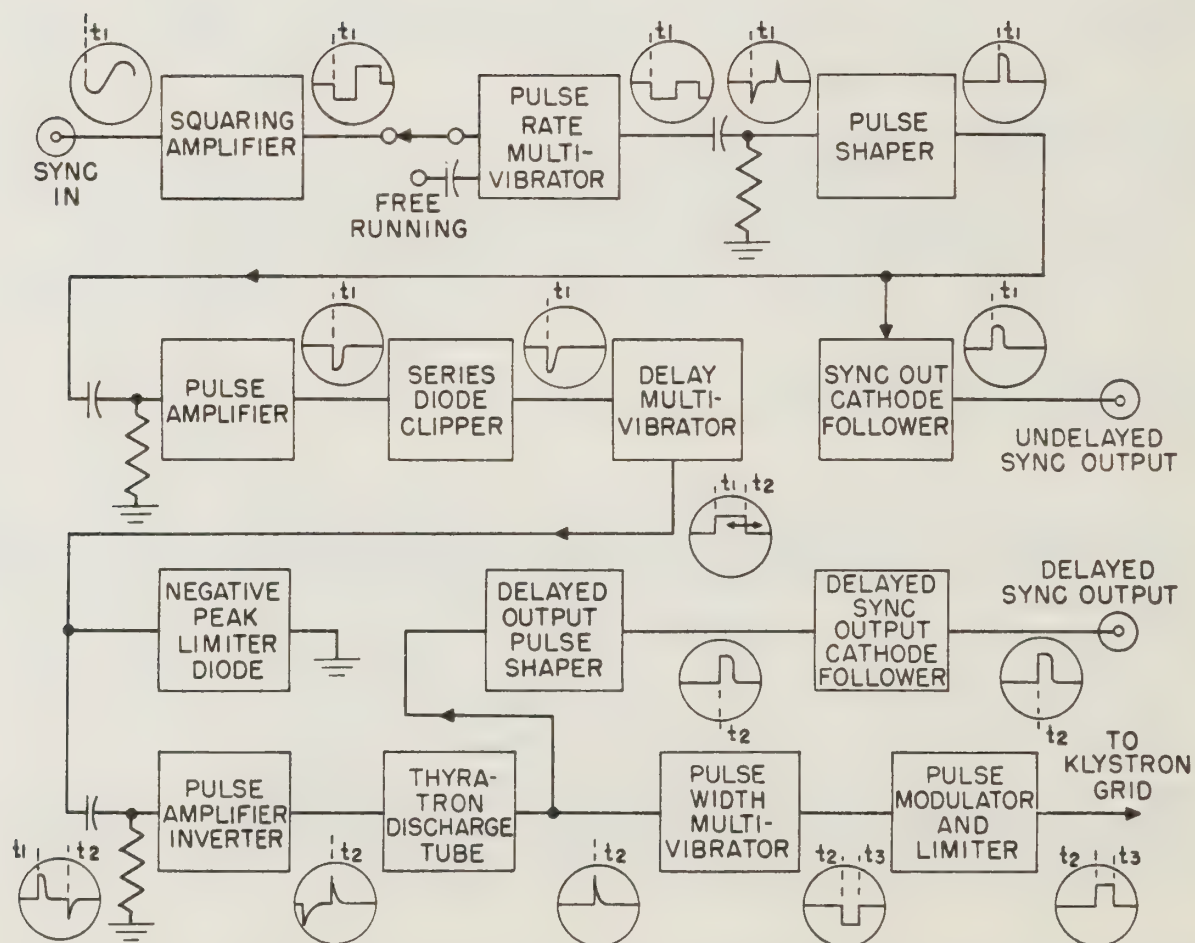 t1
t1
t1
t1
SQUARING
AMPLIFIER
PULSE
RATE
MULTI-
VIBRATOR
PULSE
SHAPER
SYNC
IN
FREE
RUNNING
t1
t1
t1
PULSE
AMPLIFIER
SERIES
DIODE
CLIPPER
DELAY
MULTI-
VIBRATOR
SYNC OUT
CATHODE
FOLLOWER
UNDELAYED
SYNC OUTPUT
t1 t2
NEGATIVE
PEAK
LIMITER
DIODE
DELAYED
OUTPUT
PULSE
SHAPER
DELAYED
SYNC
OUTPUT
CATHODE
FOLLOWER
DELAYED
SYNC OUTPUT
t2
t2
PULSE
AMPLIFIER
INVERTER
THYRA-
TRON
DISCHARGE
TUBE
PULSE
WIDTH
MULTI-
VIBRATOR
PULSE
MODULATOR
AND
LIMITER
TO
KLYSTRON
GRID
t1 t2
t2
t2
t2 t3
t2 t3
t1